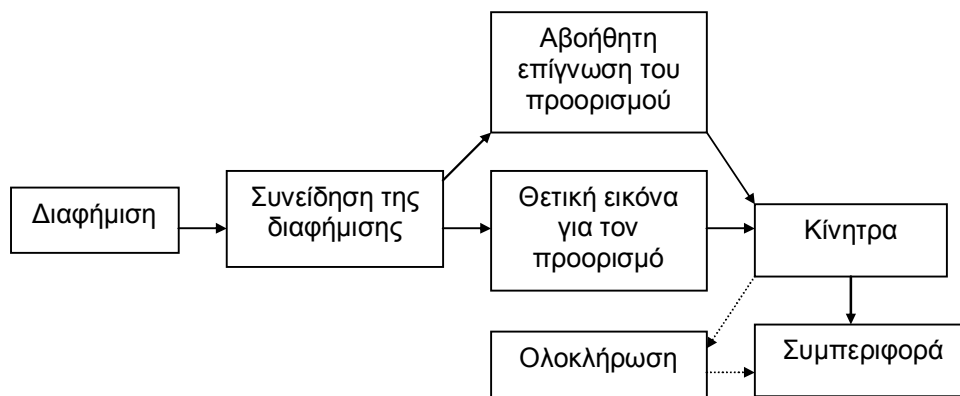 Αβοήθητη
επίγνωση του
προορισμού
Διαφήμιση
Συνείδηση της
διαφήμισης
Θετική εικόνα
για τον
προορισμό
Κίνητρα
Ολοκλήρωση
Συμπεριφορά